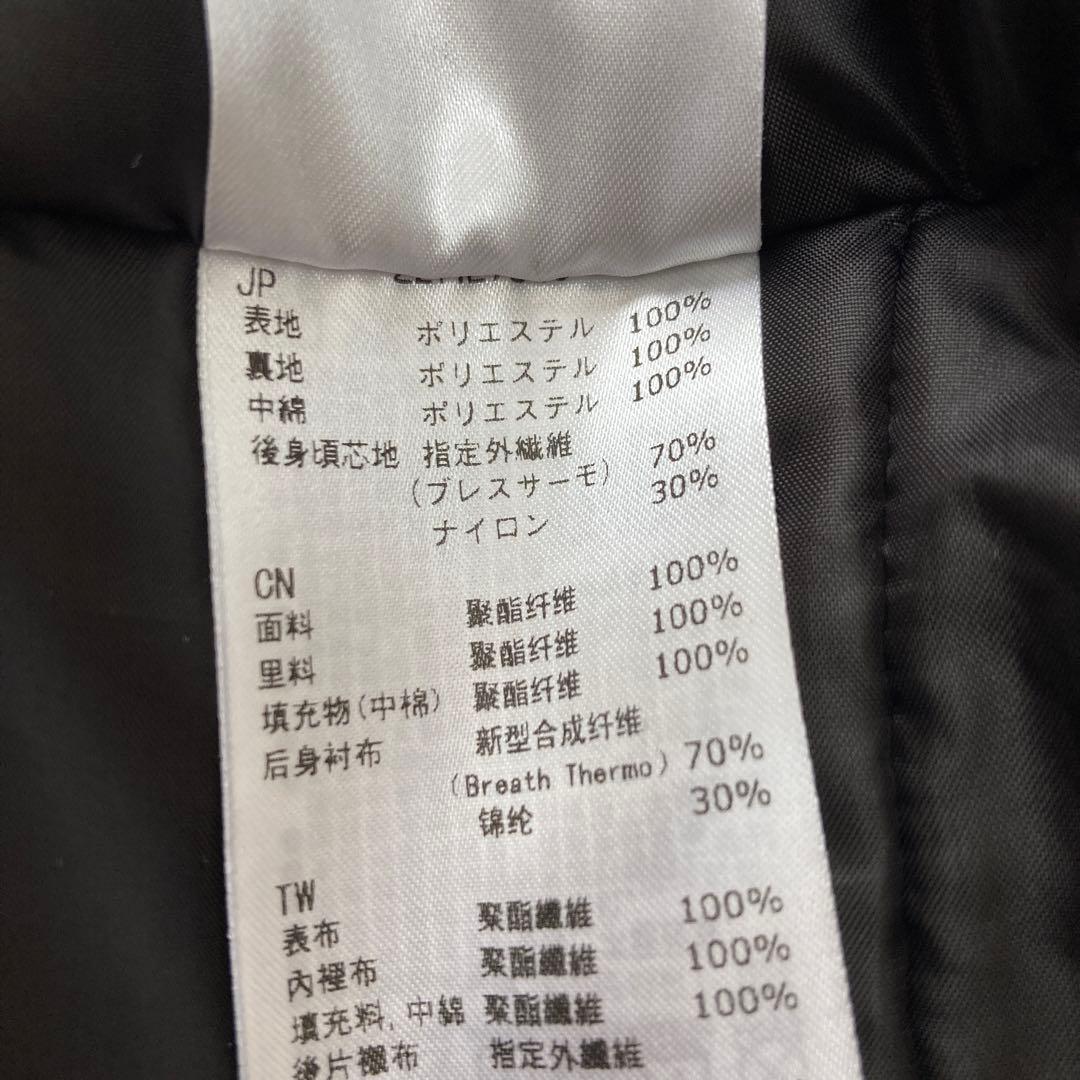 JP
表地 ポリエステル 100%
裏地 ポリエステル 100%
中綿 ポリエステル 100%
後身頃芯地 指定外繊維 70%
(ブレスサーモ) 30%
ナイロン
CN
面料 聚酯纤维 100%
里料 聚酯纤维 100%
填充物(中棉) 聚酯纤维 100%
后身衬布 新型合成纤维
(Breath Thermo) 70%
锦纶 30%
TW
表布 聚酯纖維 100%
內裡布 聚酯纖維 100%
填充料,中綿 聚酯纖維 100%
後片襯布 指定外纖維